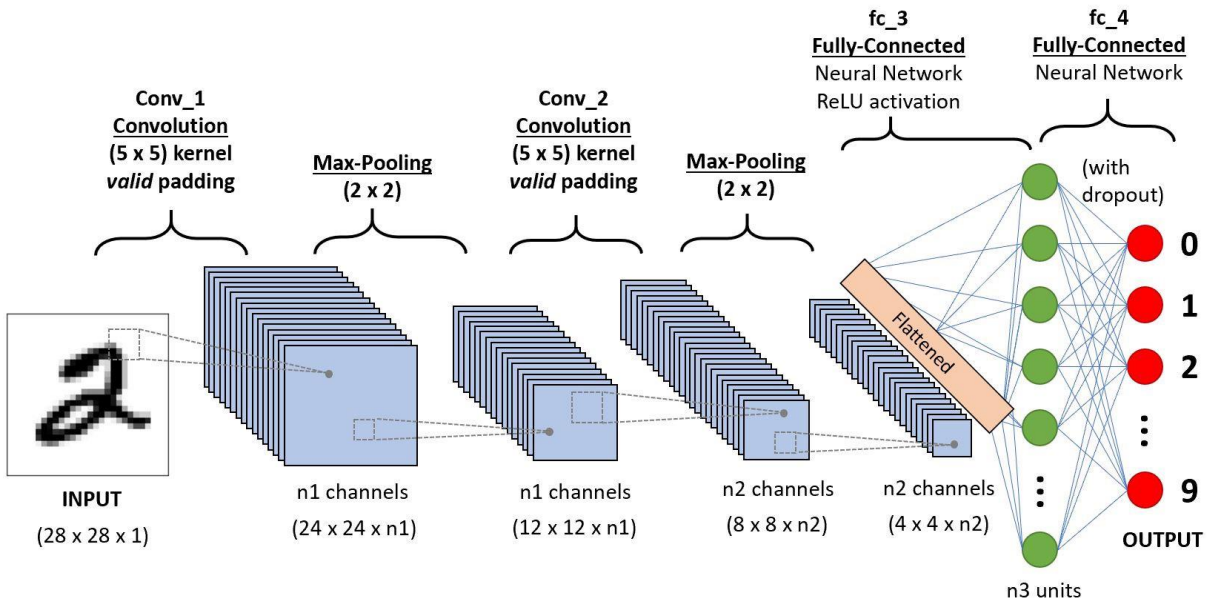 Conv_1
Convolution
(5 x 5) kernel
valid padding
Max-Pooling
(2 x 2)
Conv_2
Convolution
(5 x 5) kernel
valid padding
Max-Pooling
(2 x 2)
fc_3
Fully-Connected
Neural Network
ReLU activation
fc_4
Fully-Connected
Neural Network
(with
dropout)
Flattened
0
1
2
9
OUTPUT
2
INPUT
(28 x 28 x 1)
n1 channels
(24 x 24 x n1)
n1 channels
(12 x 12 x n1)
n2 channels
(8 x 8 x n2)
n2 channels
(4 x 4 x n2)
n3 units